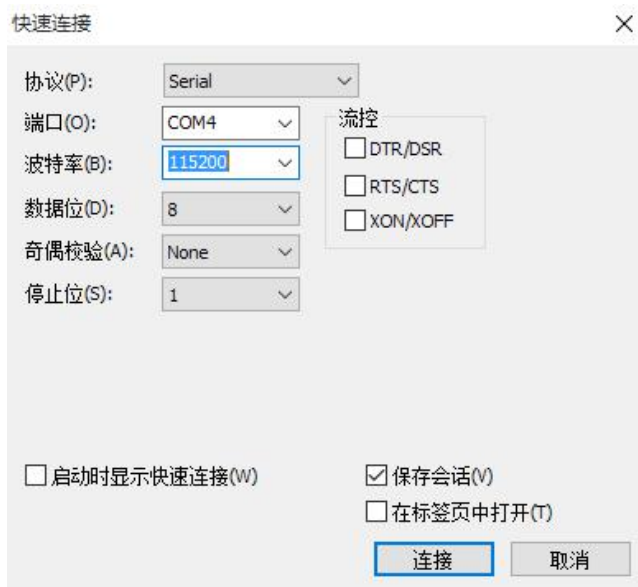 快速连接
协议(P): Serial
端口(O): COM4
流控
DTR/DSR
波特率(B): 115200
RTS/CTS
数据位(D): 8
XON/XOFF
奇偶校验(A): None
停止位(S): 1
启动时显示快速连接(W)
保存会话(V)
在标签页中打开(T)
连接
取消